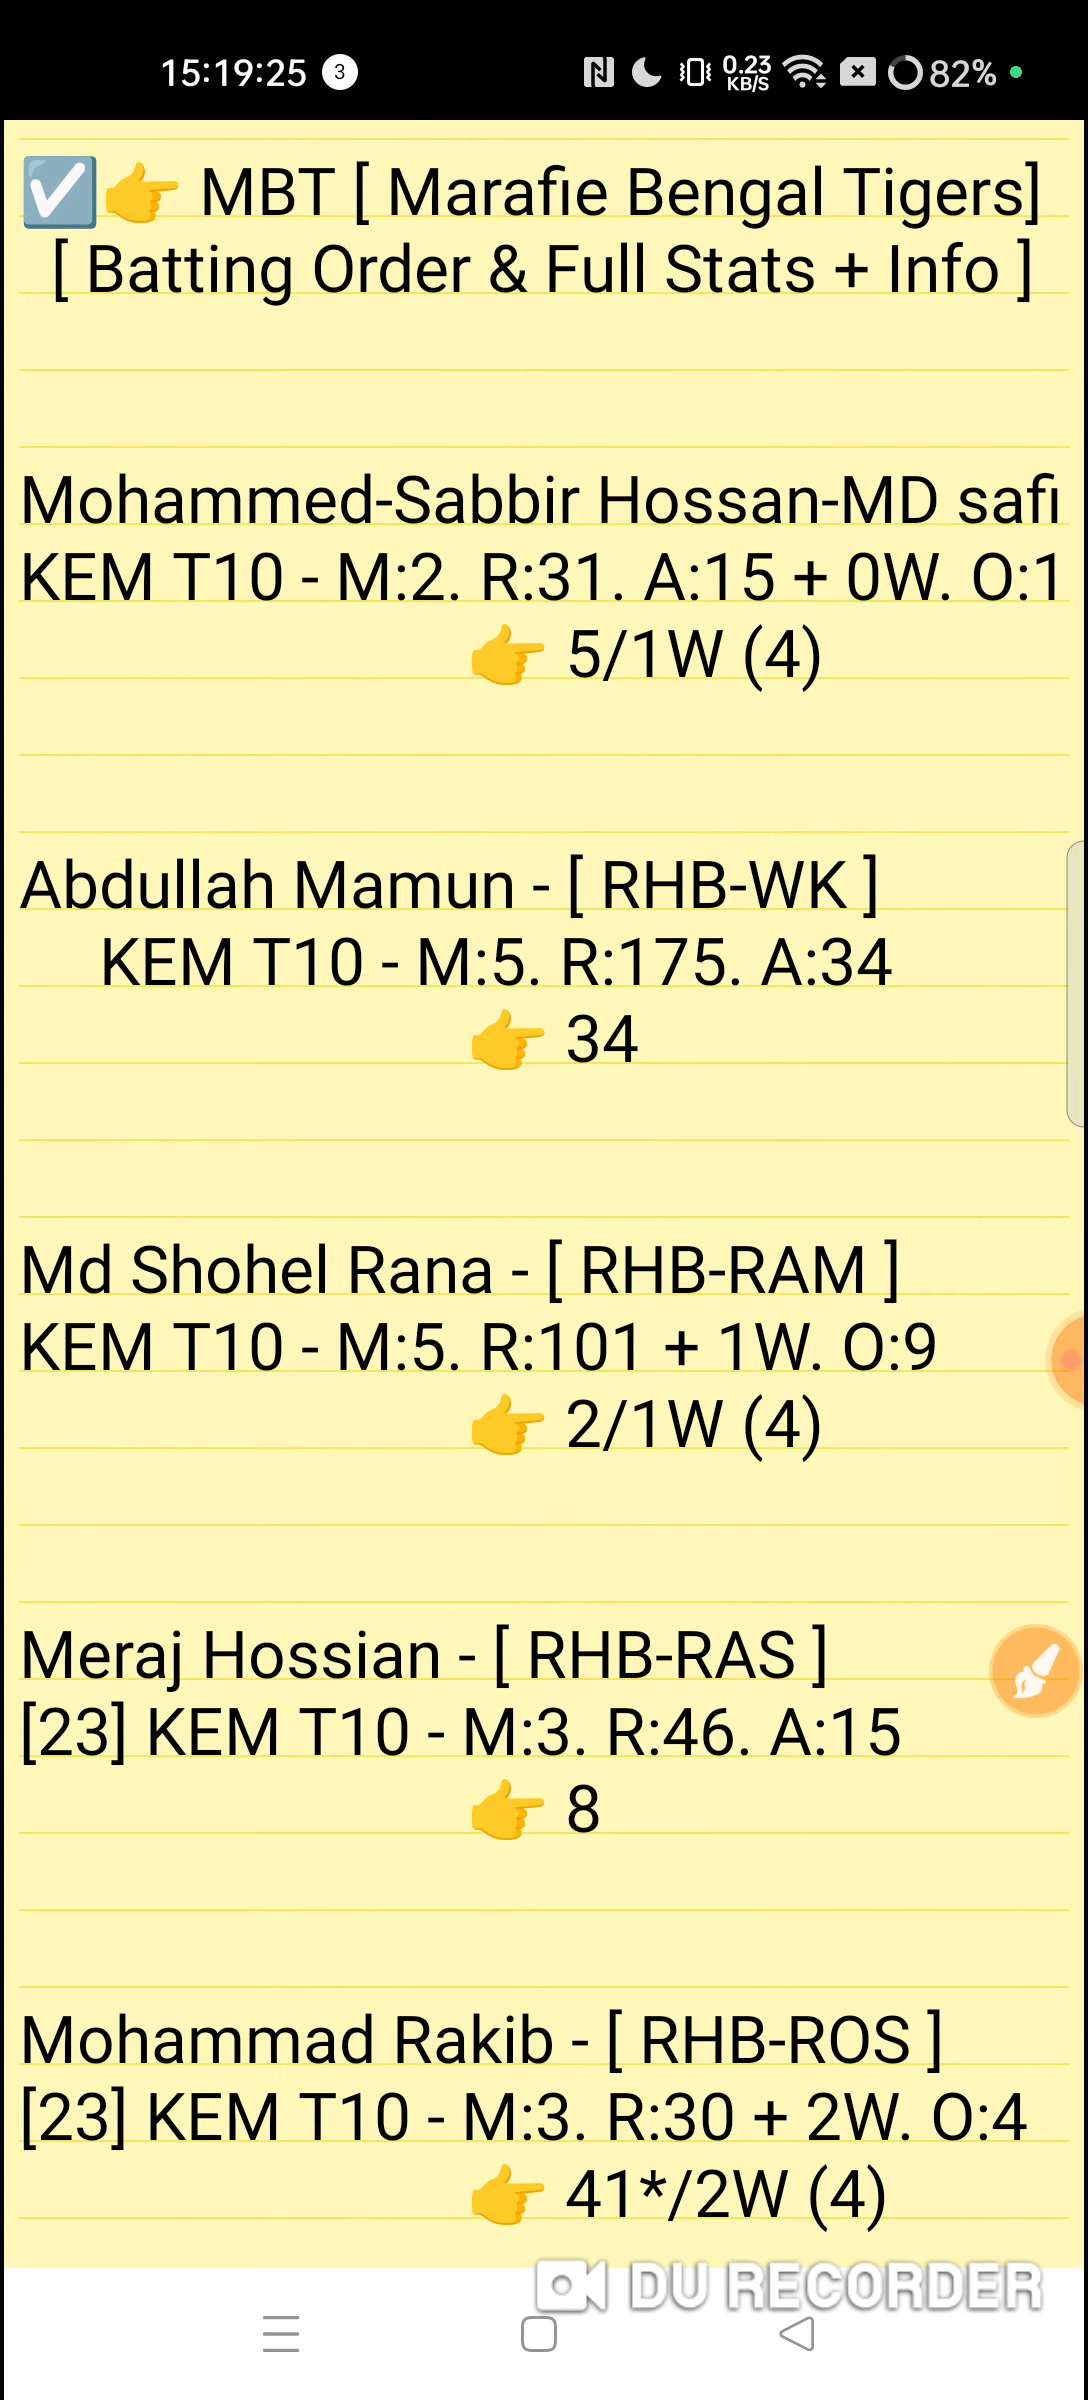 15:19:25 3 0.23 KB/S 82%
☑️👉 MBT [ Marafie Bengal Tigers]
[ Batting Order & Full Stats + Info ]
Mohammed-Sabbir Hossan-MD safi
KEM T10 - M:2. R:31. A:15 + 0W. O:1
👉 5/1W (4)
Abdullah Mamun - [ RHB-WK ]
KEM T10 - M:5. R:175. A:34
👉 34
Md Shohel Rana - [ RHB-RAM ]
KEM T10 - M:5. R:101 + 1W. O:9
👉 2/1W (4)
Meraj Hossian - [ RHB-RAS ]
[23] KEM T10 - M:3. R:46. A:15
👉 8
Mohammad Rakib - [ RHB-ROS ]
[23] KEM T10 - M:3. R:30 + 2W. O:4
👉 41*/2W (4)
DU RECORDER